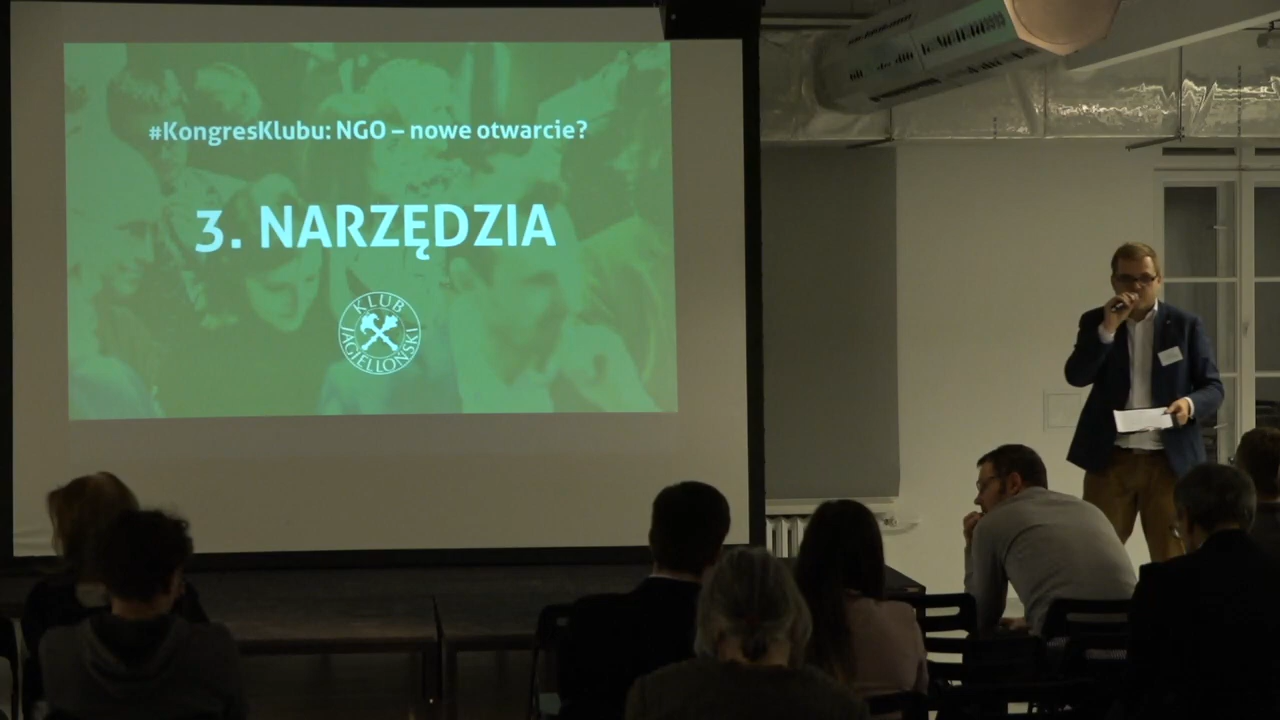 #KongresKlubu: NGO – nowe otwarcie?
3. NARZĘDZIA
KLUB
JAGIELLOŃSKI